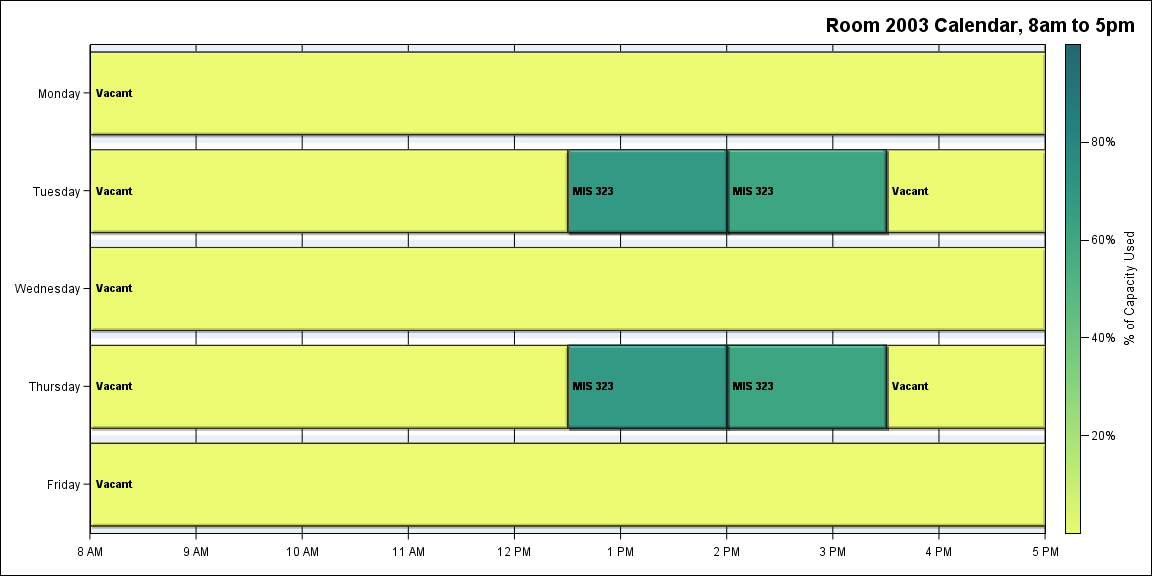 Room 2003 Calendar, 8am to 5pm
Monday
Vacant
Tuesday
Vacant
MIS 323
MIS 323
Vacant
Wednesday
Vacant
Thursday
Vacant
MIS 323
MIS 323
Vacant
Friday
Vacant
8 AM
9 AM
10 AM
11 AM
12 PM
1 PM
2 PM
3 PM
4 PM
5 PM
80%
60%
40%
20%
% of Capacity Used